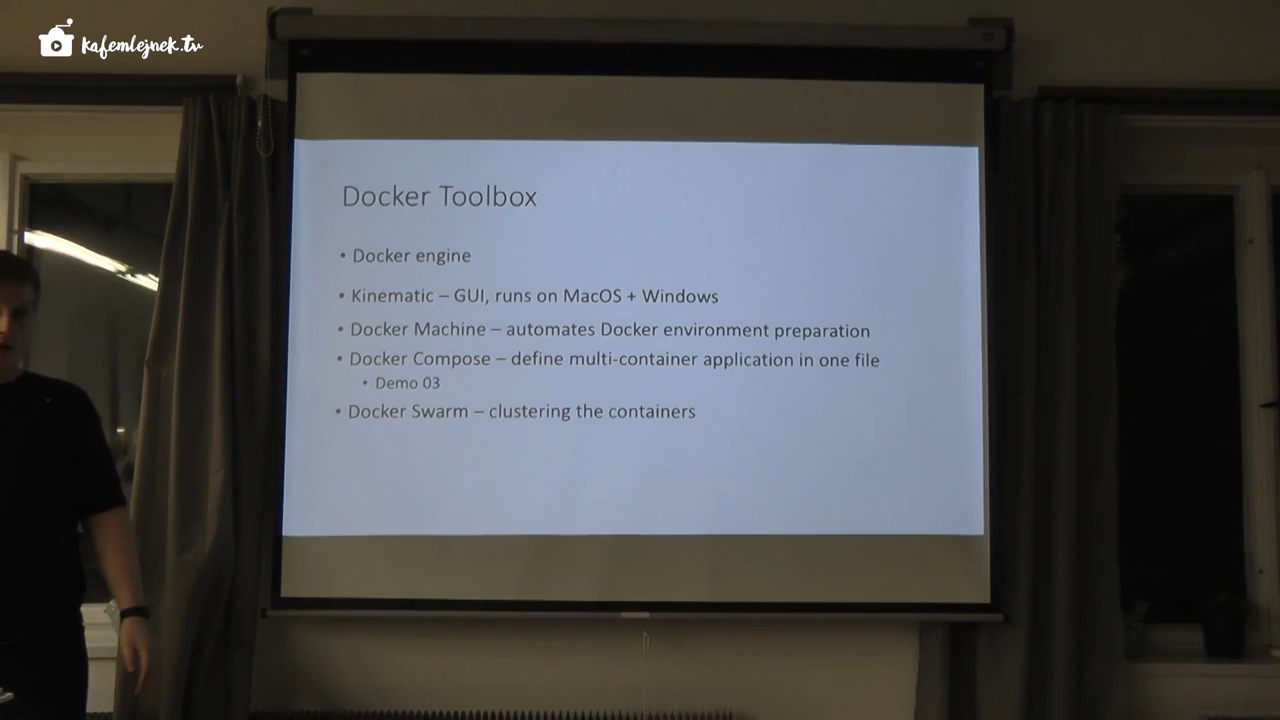 kafemlejnek.tv
Docker Toolbox
• Docker engine
• Kinematic – GUI, runs on MacOS + Windows
• Docker Machine – automates Docker environment preparation
• Docker Compose – define multi-container application in one file
• Demo 03
• Docker Swarm – clustering the containers